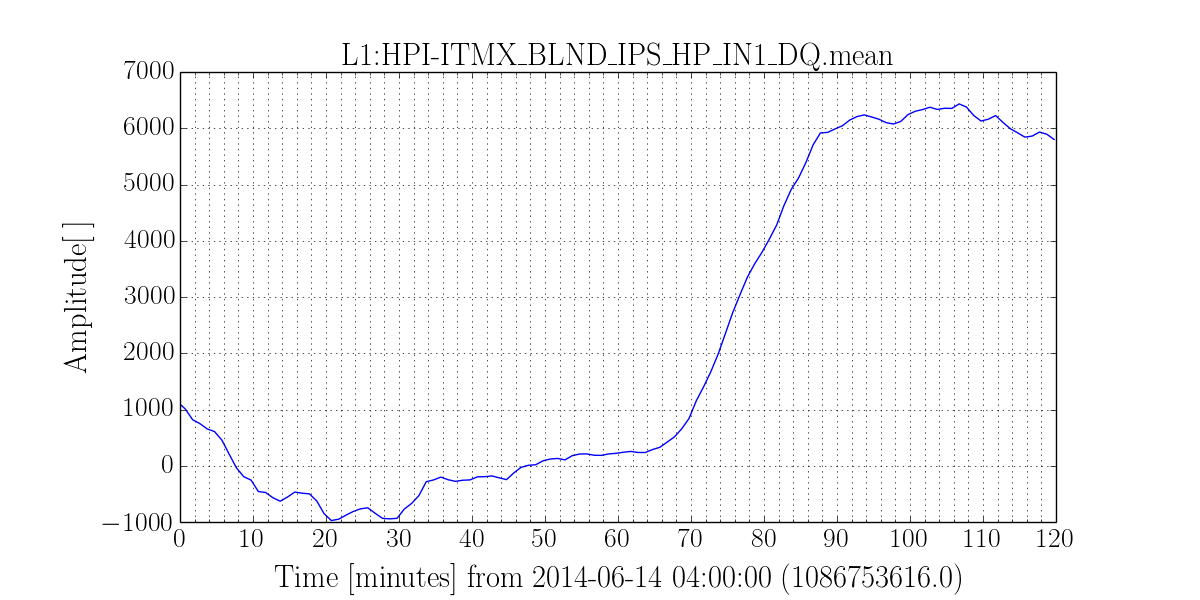 L1:HPI-ITMX_BLND_IPS_HP_IN1_DQ.mean
7000
6000
5000
4000
3000
2000
1000
0
−1000
Amplitude[ ]
0 10 20 30 40 50 60 70 80 90 100 110 120
Time [minutes] from 2014-06-14 04:00:00 (1086753616.0)